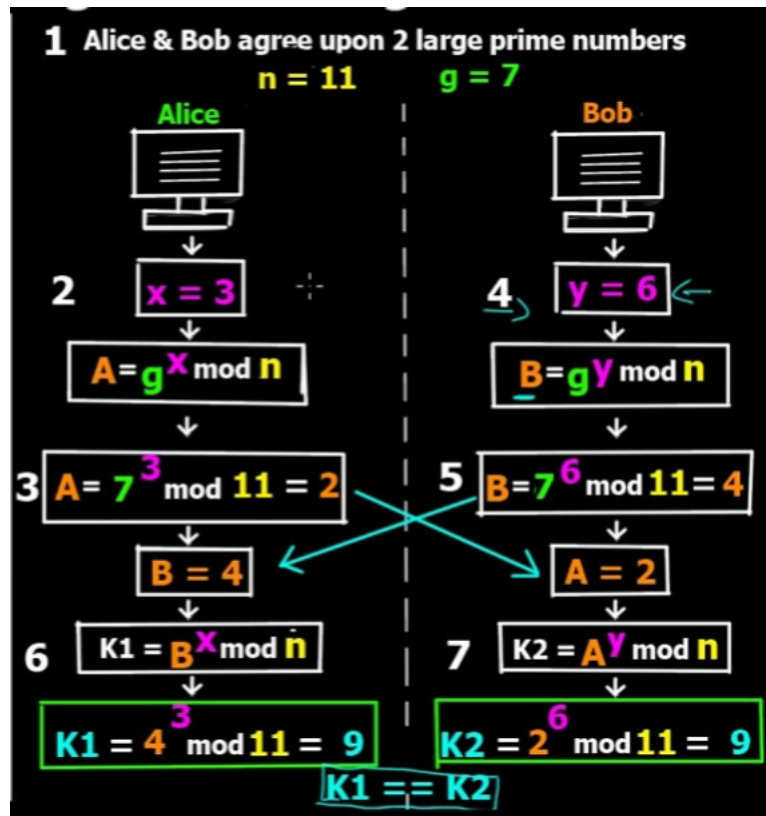 1 Alice & Bob agree upon 2 large prime numbers
n = 11 g = 7
Alice Bob
2 x = 3 4 y = 6
A=g^x mod n B=g^y mod n
3 A= 7^3 mod 11 = 2 5 B=7^6 mod 11= 4
B = 4 A = 2
6 K1 = B^x mod n 7 K2 = A^y mod n
K1 = 4^3 mod 11 = 9 K2 = 2^6 mod 11 = 9
K1 == K2